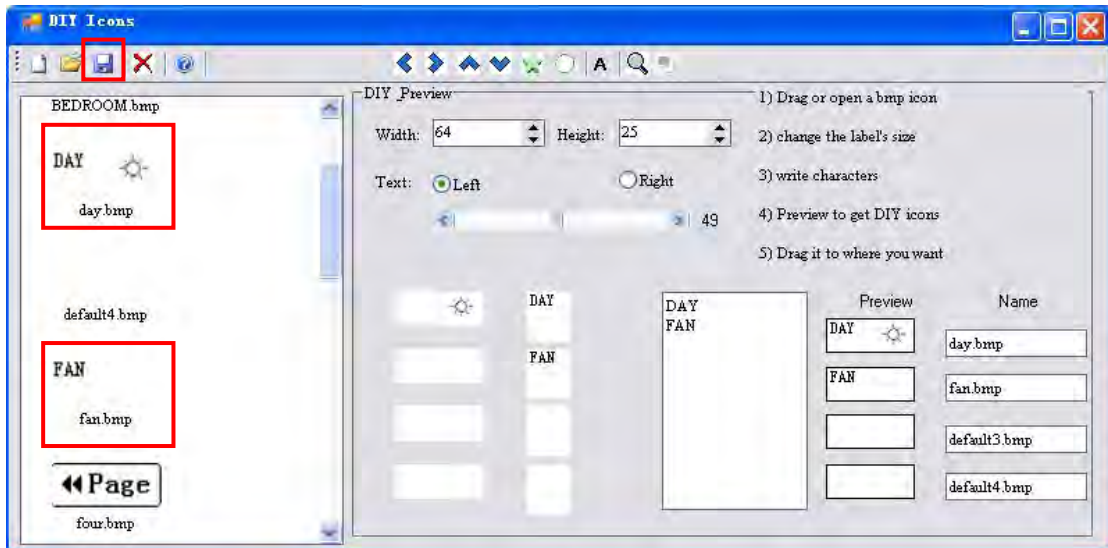 DIY Icons
A
BEDROOM.bmp
DAY
day.bmp
default4.bmp
FAN
fan.bmp
Page
four.bmp
DIY_Preview
Width: 64 Height: 25
Text: Left Right
49
1) Drag or open a bmp icon
2) change the label's size
3) write characters
4) Preview to get DIY icons
5) Drag it to where you want
DAY
FAN
DAY
FAN
Preview Name
DAY day.bmp
FAN fan.bmp
default3.bmp
default4.bmp